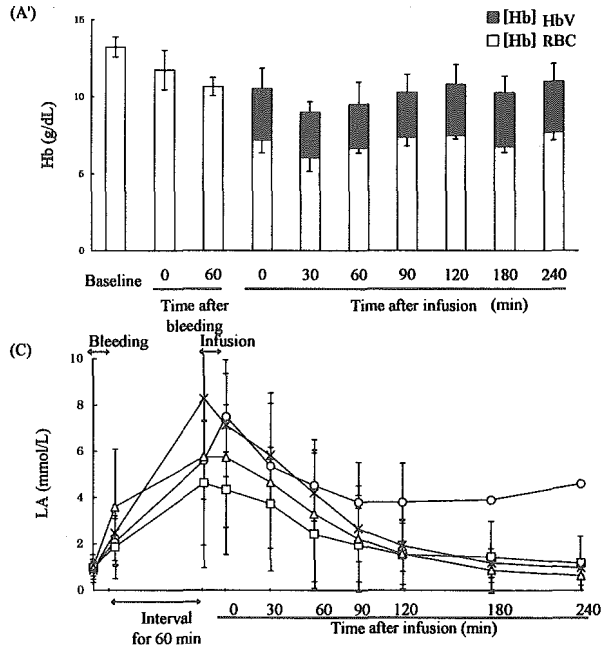 (A')
[Hb] HbV
[Hb] RBC
15
10
5
0
Hb (g/dL)
0 60 0 30 60 90 120 180 240
Baseline
Time after bleeding
Time after infusion (min)
(C)
Bleeding
Infusion
10
8
6
4
2
0
LA (mmol/L)
0 30 60 90 120 180 240
Interval
for 60 min
Time after infusion (min)